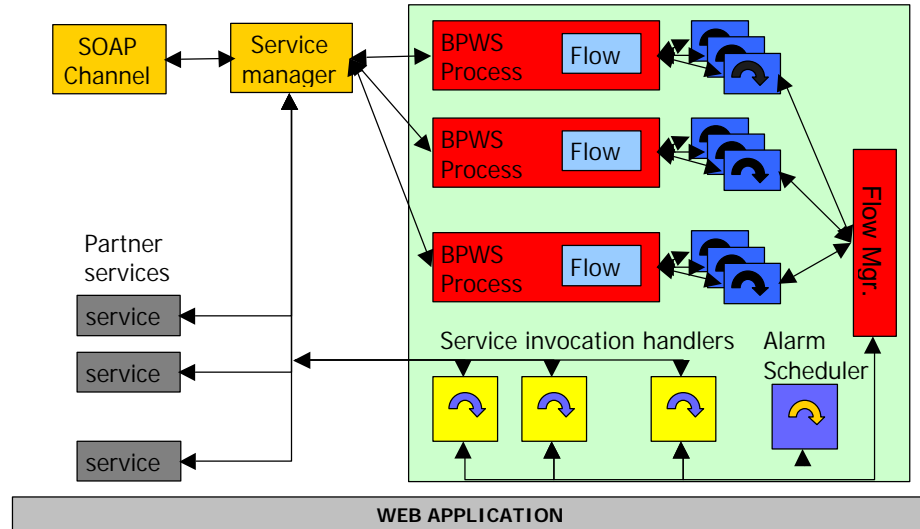 SOAP
Channel
Service
manager
BPWS
Process
Flow
BPWS
Process
Flow
BPWS
Process
Flow
Flow Mgr.
Partner
services
service
service
service
Service invocation handlers
Alarm
Scheduler
WEB APPLICATION